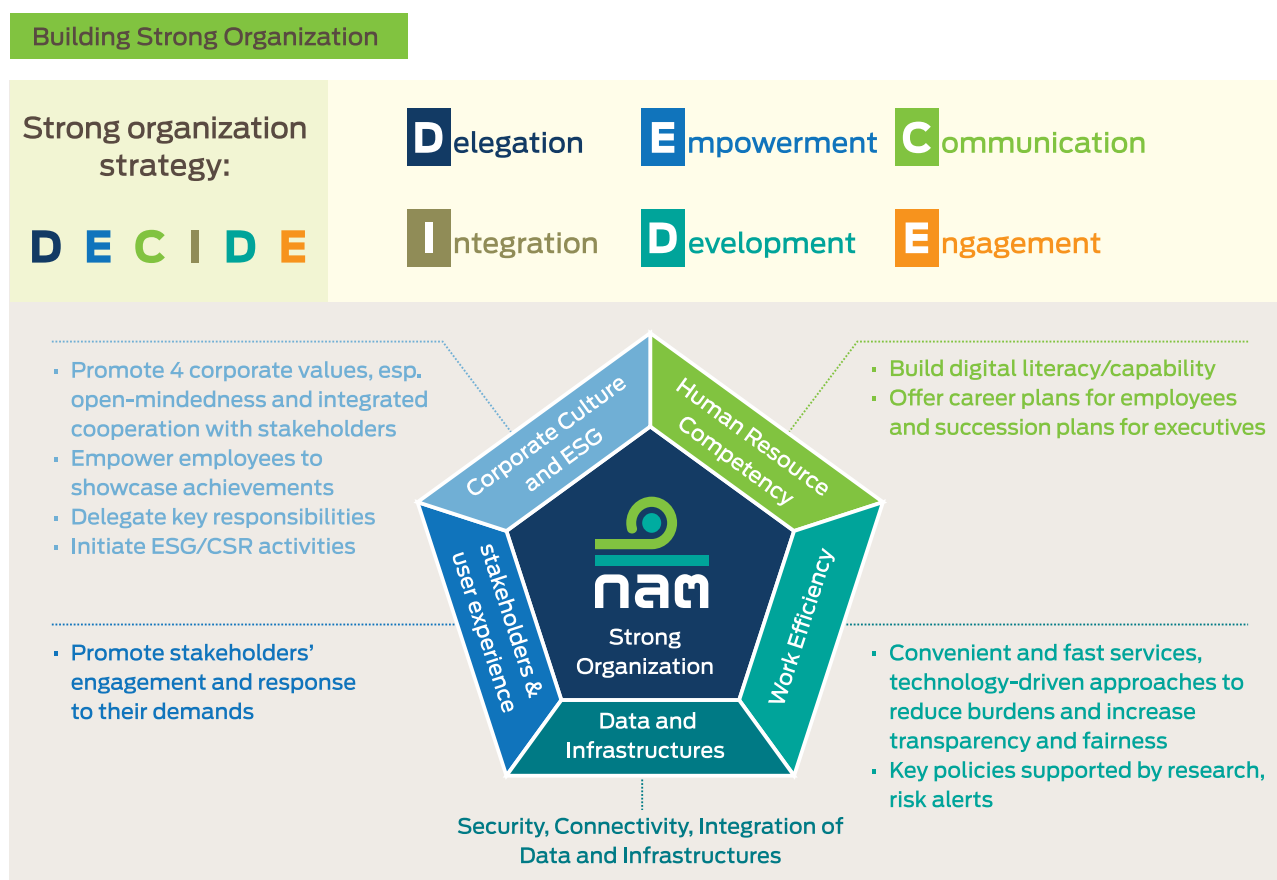 Building Strong Organization
Strong organization
strategy:
D E C I D E
Delegation
Empowerment
Communication
Integration
Development
Engagement
▪ Promote 4 corporate values, esp.
open-mindedness and integrated
cooperation with stakeholders
▪ Empower employees to
showcase achievements
▪ Delegate key responsibilities
▪ Initiate ESG/CSR activities
▪ Build digital literacy/capability
▪ Offer career plans for employees
and succession plans for executives
Corporate Culture
and ESG
Human Resource
Competency
stakeholders &
user experience
กลต
Strong
Organization
Work Efficiency
Data and
Infrastructures
▪ Promote stakeholders’
engagement and response
to their demands
▪ Convenient and fast services,
technology-driven approaches to
reduce burdens and increase
transparency and fairness
▪ Key policies supported by research,
risk alerts
Security, Connectivity, Integration of
Data and Infrastructures